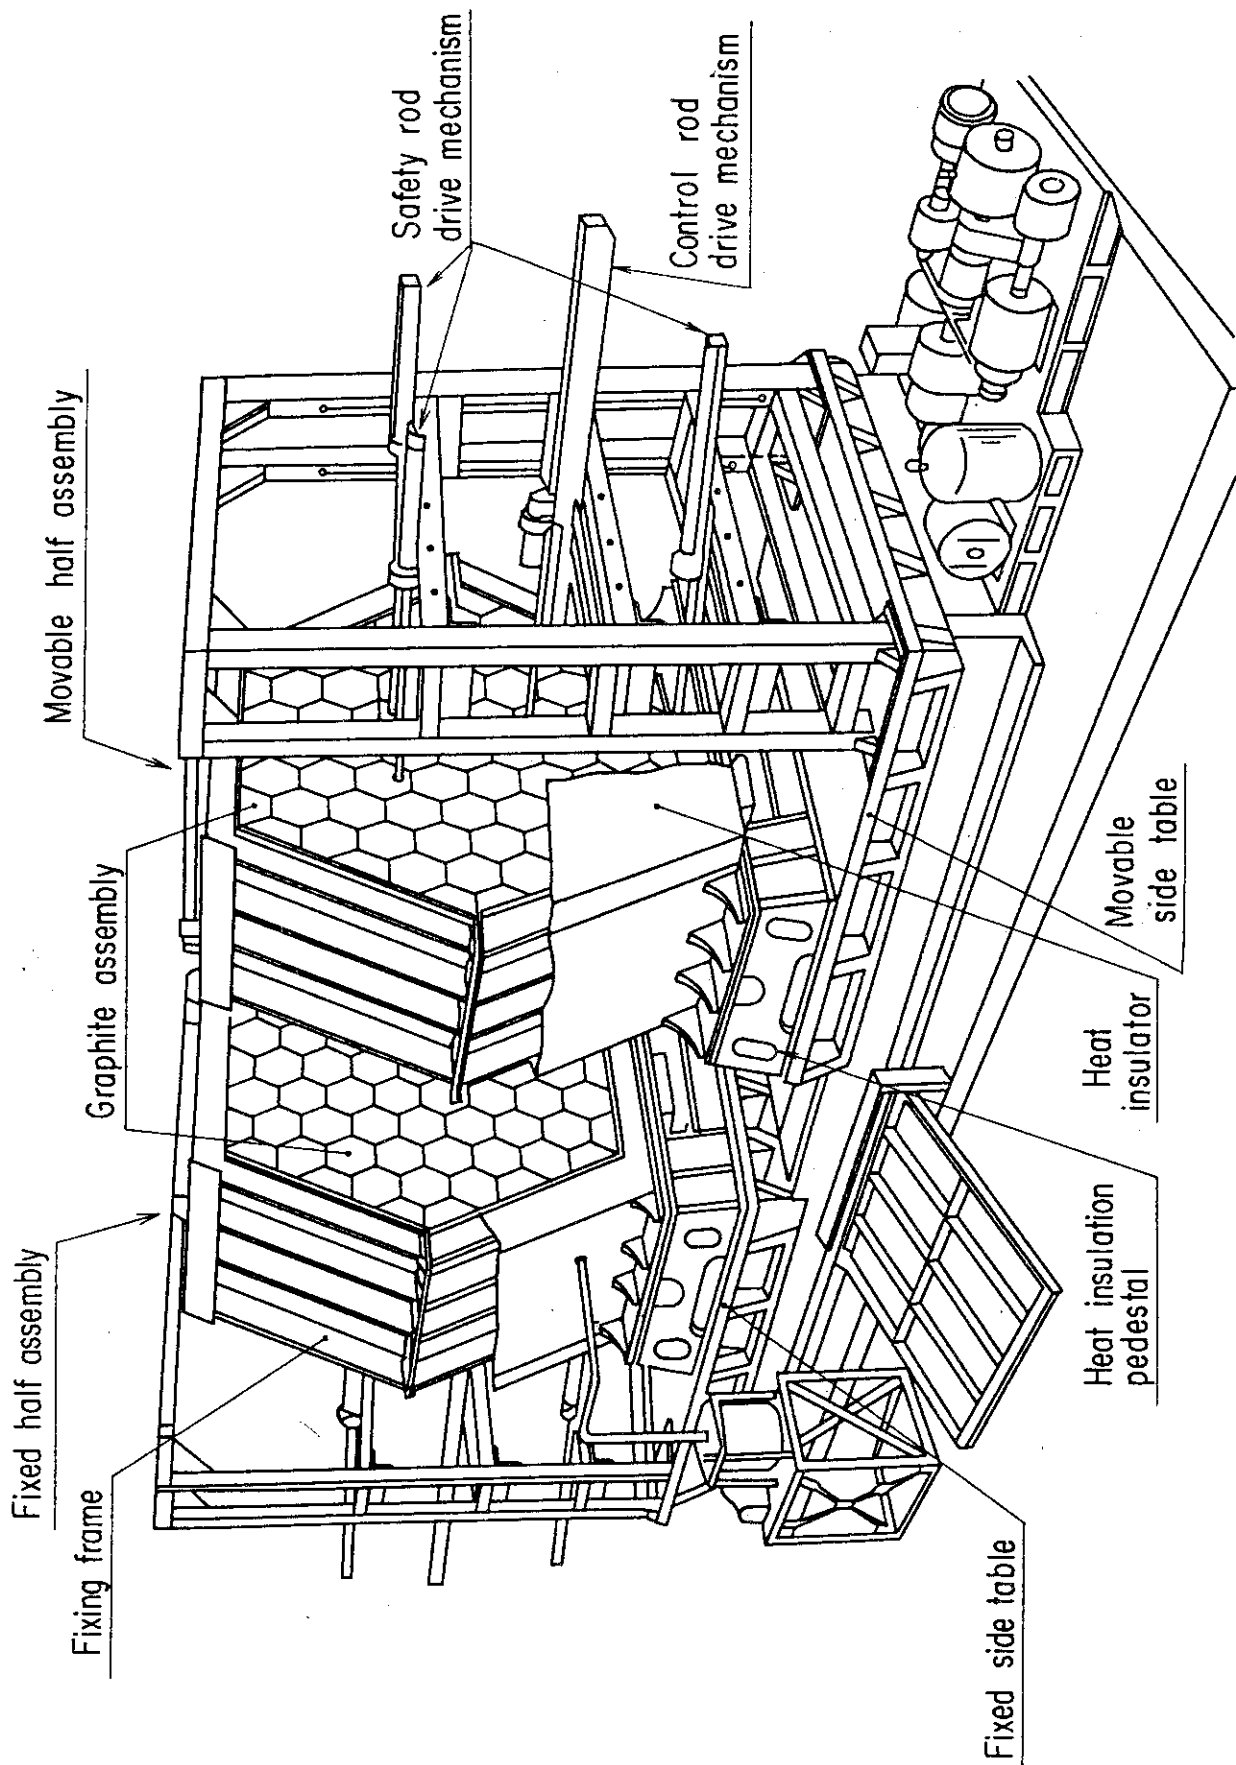 Fixed half assembly
Fixing frame
Graphite assembly
Movable half assembly
Safety rod
drive mechanism
Control rod
drive mechanism
Fixed side table
Heat insulation
pedestal
Heat
insulator
Movable
side table